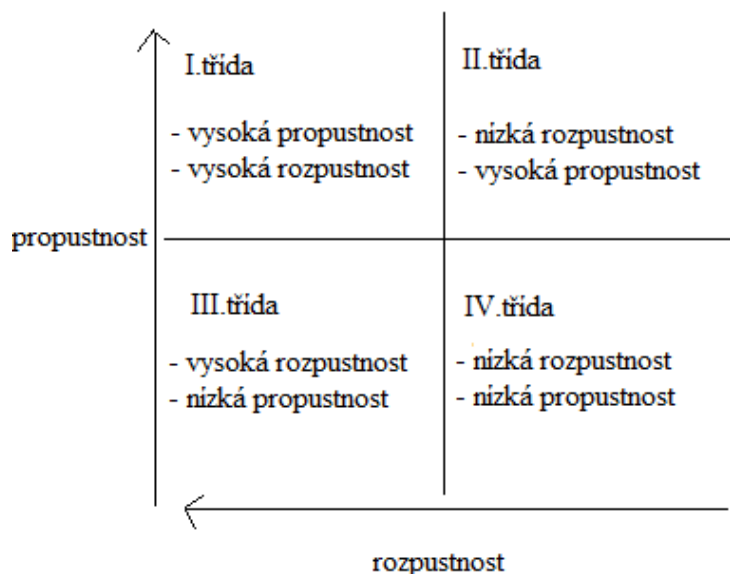 I.třída
- vysoká propustnost
- vysoká rozpustnost
II.třída
- nízká rozpustnost
- vysoká propustnost
propustnost
III.třída
- vysoká rozpustnost
- nízká propustnost
IV.třída
- nízká rozpustnost
- nízká propustnost
rozpustnost